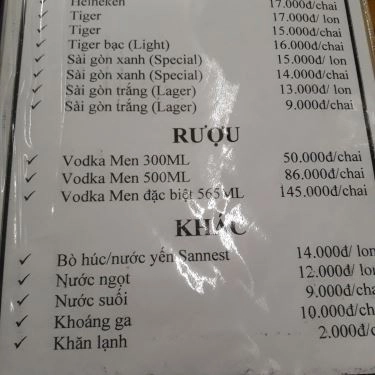 Heineken 17.000đ/chai
Tiger 17.000đ/ lon
Tiger 15.000đ/chai
Tiger bạc (Light) 16.000đ/chai
Sài gòn xanh (Special) 15.000đ/ lon
Sài gòn xanh (Special) 14.000đ/chai
Sài gòn trắng (Lager) 13.000đ/ lon
Sài gòn trắng (Lager) 9.000đ/chai
RƯỢU
Vodka Men 300ML 50.000đ/chai
Vodka Men 500ML 86.000đ/chai
Vodka Men đặc biệt 565ML 145.000đ/chai
KHÁC
Bò húc/nước yến Sannest 14.000đ/ lon
Nước ngọt 12.000đ/ lon
Nước suối 9.000đ/cha
Khoáng ga 10.000đ/cha
Khăn lạnh 2.000đ/c